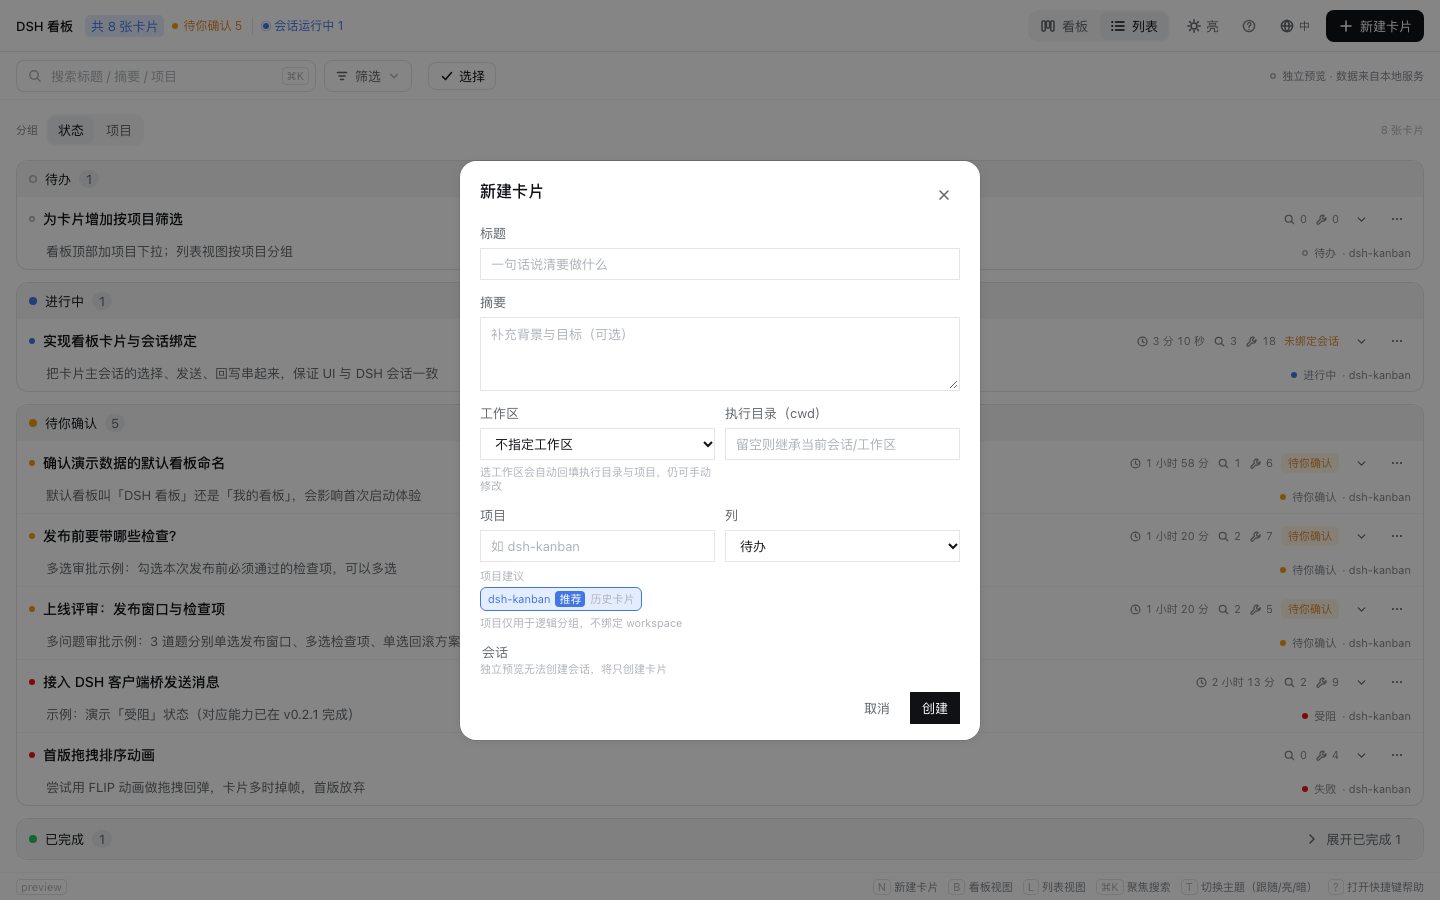 DSH 看板
共 8 张卡片
待你确认 5
会话运行中 1
看板
列表
亮
中
新建卡片
搜索标题 / 摘要 / 项目
⌘K
筛选
选择
独立预览 · 数据来自本地服务
分组
状态
项目
8 张卡片
待办 1
为卡片增加按项目筛选
0 0
看板顶部加项目下拉；列表视图按项目分组
待办 · dsh-kanban
进行中 1
实现看板卡片与会话绑定
3 分 10 秒 3 18 未绑定会话
把卡片主会话的选择、发送、回写串起来，保证 UI 与 DSH 会话一致
进行中 · dsh-kanban
待你确认 5
确认演示数据的默认看板命名
1 小时 58 分 1 6 待你确认
默认看板叫「DSH 看板」还是「我的看板」，会影响首次启动体验
待你确认 · dsh-kanban
发布前要带哪些检查？
1 小时 20 分 2 7 待你确认
多选审批示例：勾选本次发布前必须通过的检查项，可以多选
待你确认 · dsh-kanban
上线评审：发布窗口与检查项
1 小时 20 分 2 5 待你确认
多问题审批示例：3 道题分别单选发布窗口、多选检查项、单选回滚方案
待你确认 · dsh-kanban
接入 DSH 客户端桥发送消息
2 小时 13 分 2 9
示例：演示「受阻」状态（对应能力已在 v0.2.1 完成）
受阻 · dsh-kanban
首版拖拽排序动画
0 4
尝试用 FLIP 动画做拖拽回弹，卡片多时掉帧，首版放弃
失败 · dsh-kanban
已完成 1
展开已完成 1
新建卡片
标题
一句话说清要做什么
摘要
补充背景与目标（可选）
工作区
执行目录（cwd）
不指定工作区
留空则继承当前会话/工作区
选工作区会自动回填执行目录与项目，仍可手动
修改
项目
列
如 dsh-kanban
待办
项目建议
dsh-kanban 推荐 历史卡片
项目仅用于逻辑分组，不绑定 workspace
会话
独立预览无法创建会话，将只创建卡片
取消
创建
preview
N 新建卡片
B 看板视图
L 列表视图
⌘K 聚焦搜索
T 切换主题（跟随/亮/暗）
? 打开快捷键帮助